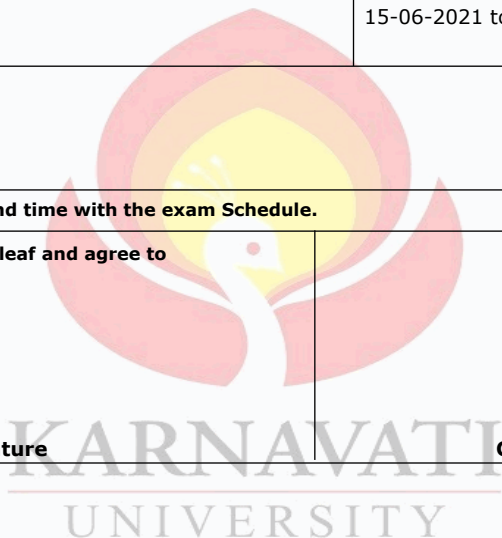 15-06-2021 to
nd time with the exam Schedule.
leaf and agree to
ture
KARNAVATI
UNIVERSITY